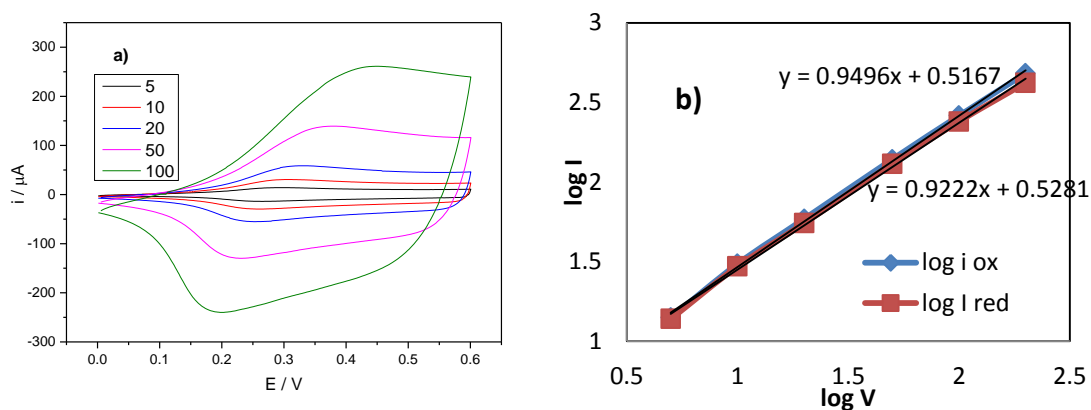 a)
5
10
20
50
100
300
200
100
0
-100
-200
-300
i / μA
0.0 0.1 0.2 0.3 0.4 0.5 0.6
E / V
b)
y = 0.9496x + 0.5167
y = 0.9222x + 0.5281
log i ox
log I red
3
2.5
2
1.5
1
log I
0.5 1 1.5 2 2.5
log V